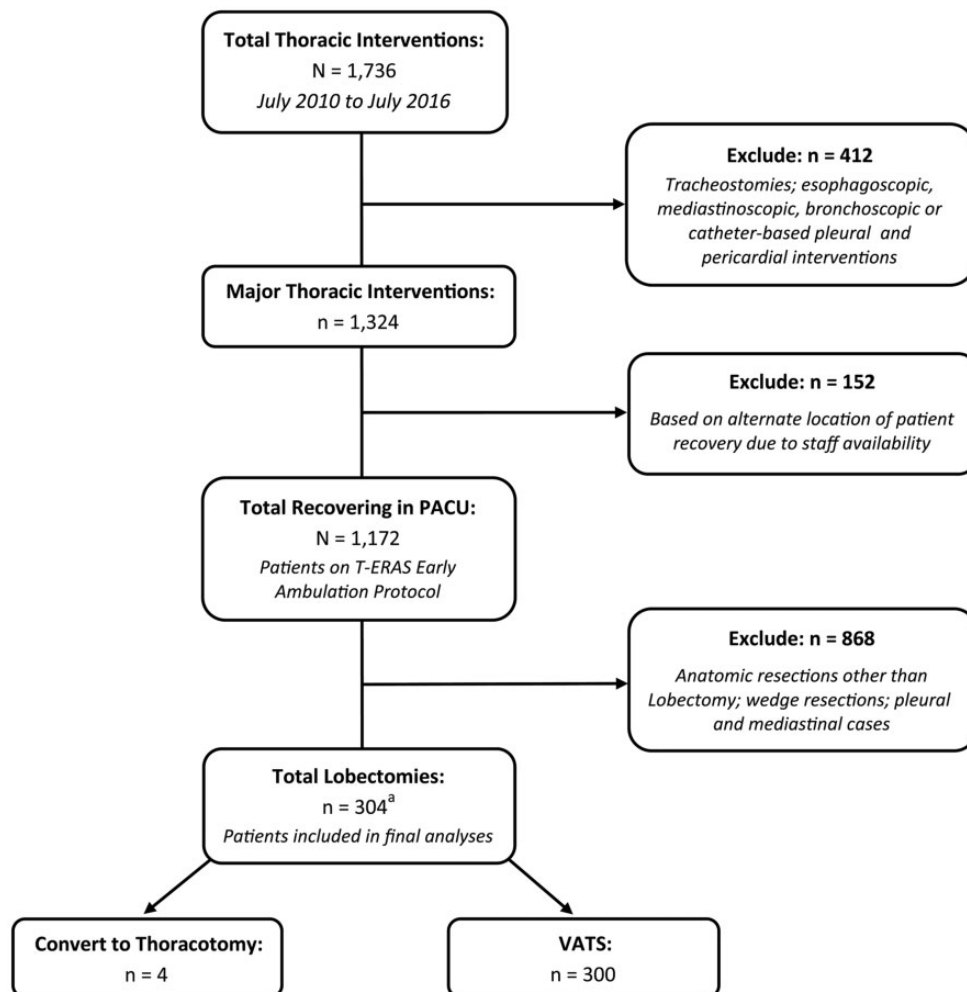 Total Thoracic Interventions:
N = 1,736
July 2010 to July 2016
Exclude: n = 412
Tracheostomies; esophagoscopic,
mediastinoscopic, bronchoscopic or
catheter-based pleural and
pericardial interventions
Major Thoracic Interventions:
n = 1,324
Exclude: n = 152
Based on alternate location of patient
recovery due to staff availability
Total Recovering in PACU:
N = 1,172
Patients on T-ERAS Early
Ambulation Protocol
Exclude: n = 868
Anatomic resections other than
Lobectomy; wedge resections; pleural
and mediastinal cases
Total Lobectomies:
n = 304ª
Patients included in final analyses
Convert to Thoracotomy:
n = 4
VATS:
n = 300